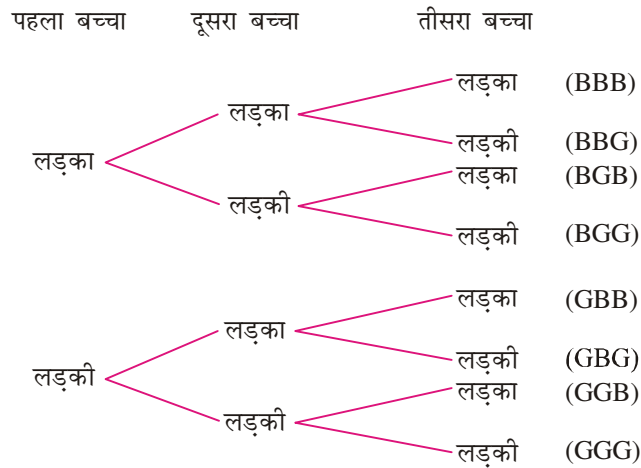 पहला बच्चा दूसरा बच्चा तीसरा बच्चा
लड़का (BBB)
लड़का
लड़की (BBG)
लड़का
लड़का (BGB)
लड़की
लड़की (BGG)
लड़का (GBB)
लड़का
लड़की (GBG)
लड़की
लड़का (GGB)
लड़की
लड़की (GGG)